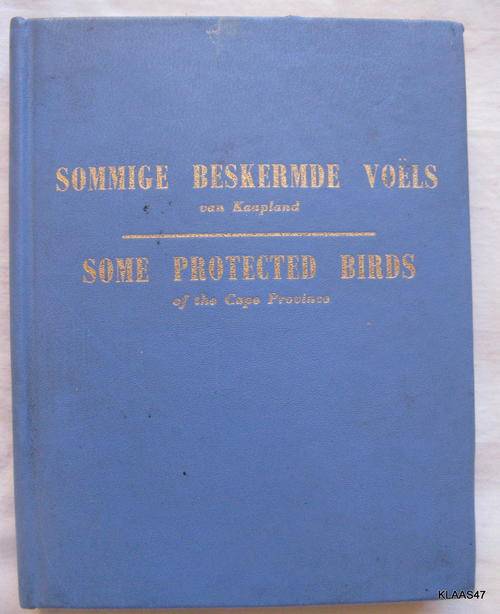 SOMMIGE BESKERMDE VOËLS
van Kaapland
SOME PROTECTED BIRDS
of the Cape Province
KLAAS47